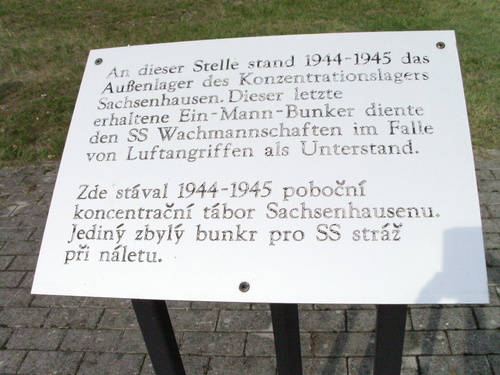 An dieser Stelle stand 1944-1945 das
Außenlager des Konzentrationslagers
Sachsenhausen. Dieser letzte
erhaltene Ein-Mann-Bunker diente
den SS Wachmannschaften im Falle
von Luftangriffen als Unterstand.
Zde stával 1944-1945 poboční
koncentrační tábor Sachsenhausenu.
Jediný zbylý bunkr pro SS stráž
při náletu.